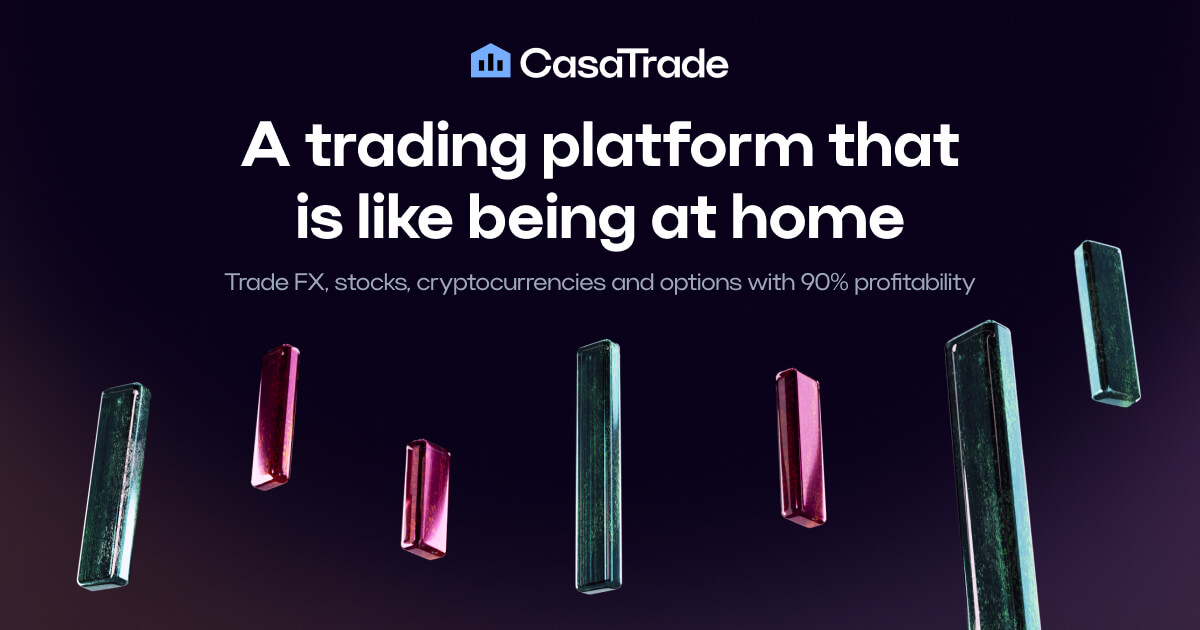 CasaTrade
A trading platform that
is like being at home
Trade FX, stocks, cryptocurrencies and options with 90% profitability